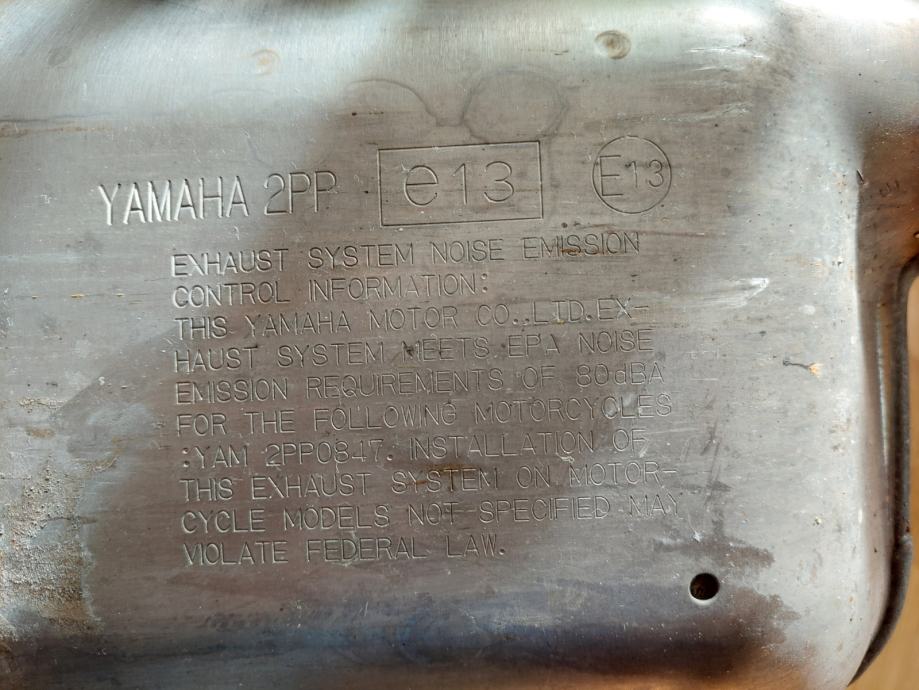 YAMAHA 2PP e13 E13
EXHAUST SYSTEM NOISE EMISSION
CONTROL INFORMATION:
THIS YAMAHA MOTOR CO.,LTD.EX-
HAUST SYSTEM MEETS EPA NOISE
EMISSION REQUIREMENTS OF 80dBA
FOR THE FOLLOWING MOTORCYCLES
:YAM 2PP0847. INSTALLATION OF
THIS EXHAUST SYSTEM ON MOTOR-
CYCLE MODELS NOT SPECIFIED MAY
VIOLATE FEDERAL LAW.